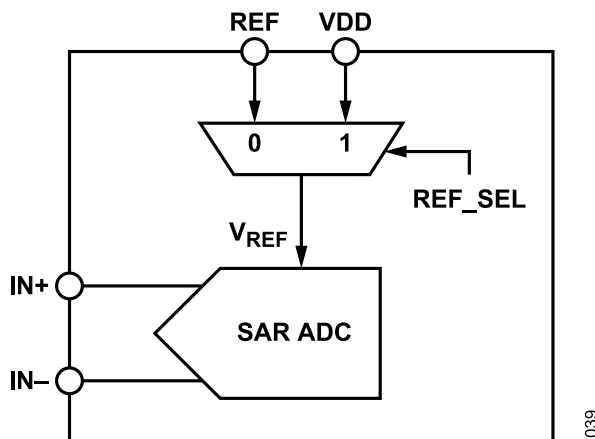 REF VDD
0 1
REF_SEL
VREF
IN+
SAR ADC
IN–
039